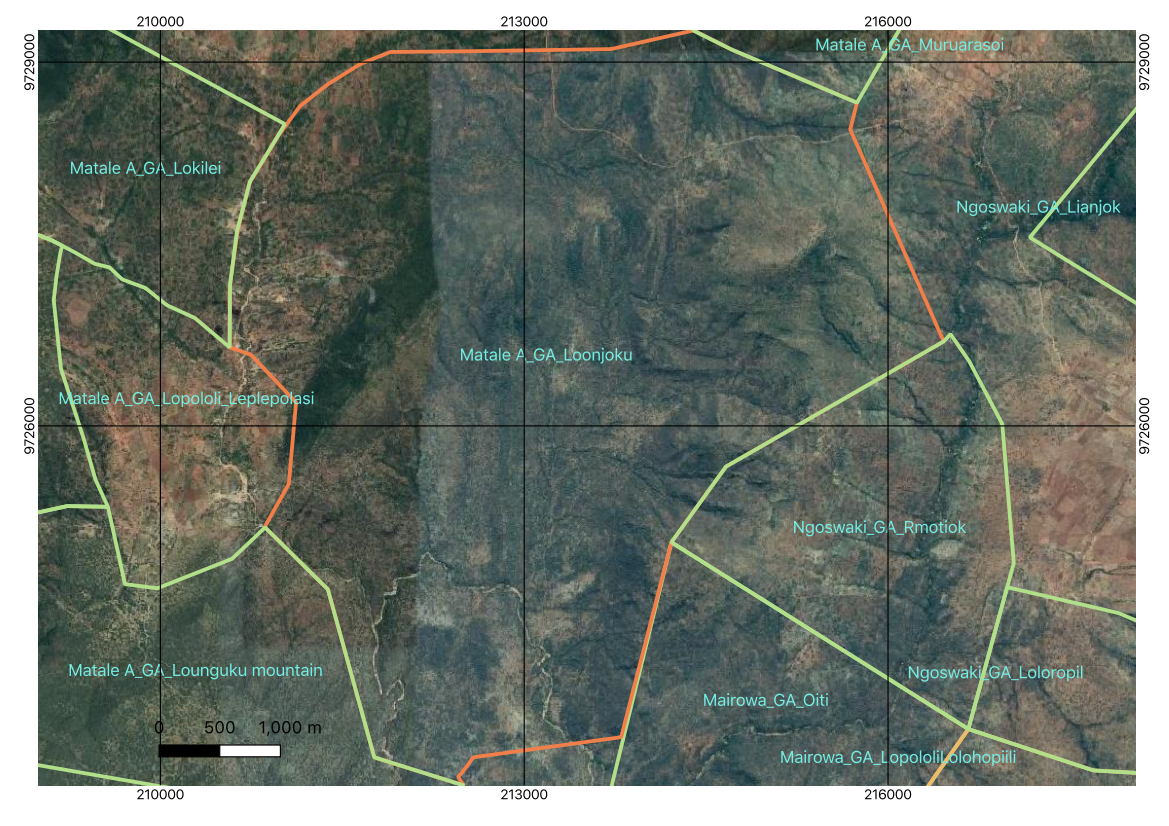 210000 213000 216000
9729000 9729000
Matale A_GA_Muruarasoi
Matale A_GA_Lokilei
Ngoswaki_GA_Lianjok
Matale A_GA_Loonjoku
Matale A_GA_Lopololi_Leplepolasi
9726000 9726000
Ngoswaki_GA_Rmotiok
Matale A_GA_Lounguku mountain
Ngoswaki_GA_Loloropil
Mairowa_GA_Oiti
0 500 1,000 m
Mairowa_GA_LopololiLolohopiilli
210000 213000 216000